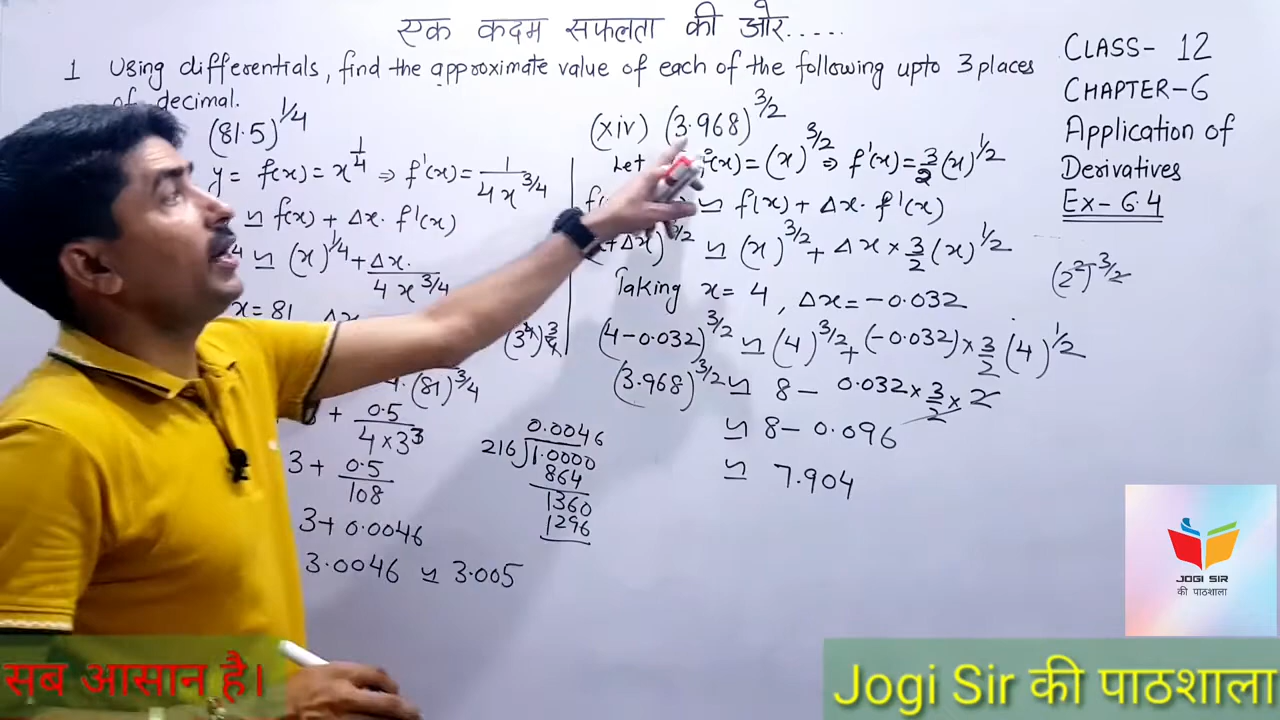 एक कदम सफलता की ओर.....
1 Using differentials, find the approximate value of each of the following upto 3 places
of decimal.
(81.5)^1/4
y = f(x) = x^1/4 ⇒ f'(x) = 1/4x^3/4
≃ f(x) + Δx. f'(x)
≃ (x)^1/4 + Δx./4x^3/4
x = 81
(3^4)^3/4
(81)^3/4
+ 0.5/4×3^3
3 + 0.5/108
3 + 0.0046
3.0046 ≃ 3.005
0.0046
216 ) 1.0000
864
1360
1296
(xiv) (3.968)^3/2
Let f(x) = (x)^3/2 ⇒ f'(x) = 3/2 (x)^1/2
≃ f(x) + Δx. f'(x)
≃ (x)^3/2 + Δx × 3/2 (x)^1/2
Taking x = 4, Δx = -0.032
(4-0.032)^3/2 ≃ (4)^3/2 + (-0.032) × 3/2 (4)^1/2
(3.968)^3/2 ≃ 8 - 0.032 × 3/2 × 2
≃ 8 - 0.096
≃ 7.904
(2^2)^3/2
CLASS- 12
CHAPTER-6
Application of
Derivatives
Ex- 6.4
JOGI SIR
की पाठशाला
सब आसान है।
Jogi Sir की पाठशाला